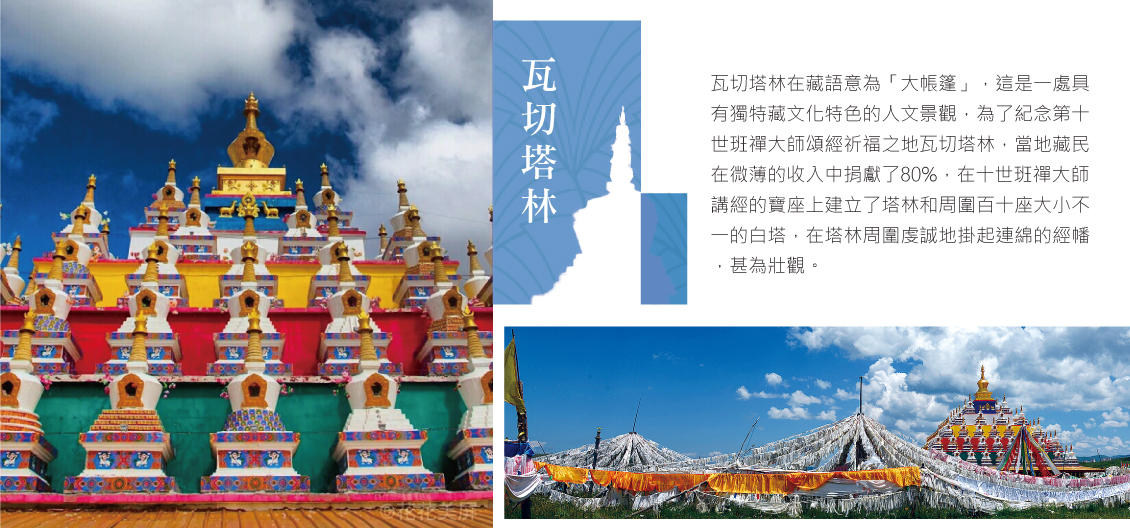 瓦切塔林
瓦切塔林在藏語意為「大帳篷」，這是一處具
有獨特藏文化特色的人文景觀，為了紀念第十
世班禪大師頌經祈福之地瓦切塔林，當地藏民
在微薄的收入中捐獻了80%，在十世班禪大師
講經的寶座上建立了塔林和周圍百十座大小不
一的白塔，在塔林周圍虔誠地掛起連綿的經幡
，甚為壯觀。